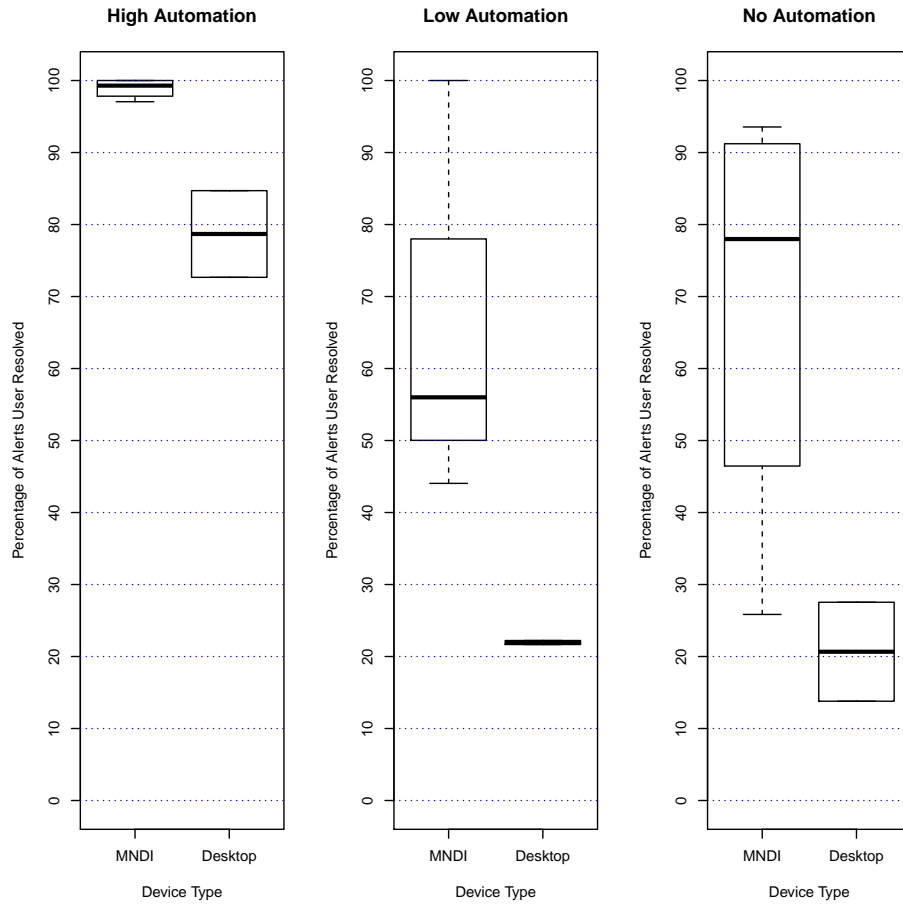 High Automation
Percentage of Alerts User Resolved
100
90
80
70
60
50
40
30
20
10
0
MNDI Desktop
Device Type
Low Automation
Percentage of Alerts User Resolved
100
90
80
70
60
50
40
30
20
10
0
MNDI Desktop
Device Type
No Automation
Percentage of Alerts User Resolved
100
90
80
70
60
50
40
30
20
10
0
MNDI Desktop
Device Type